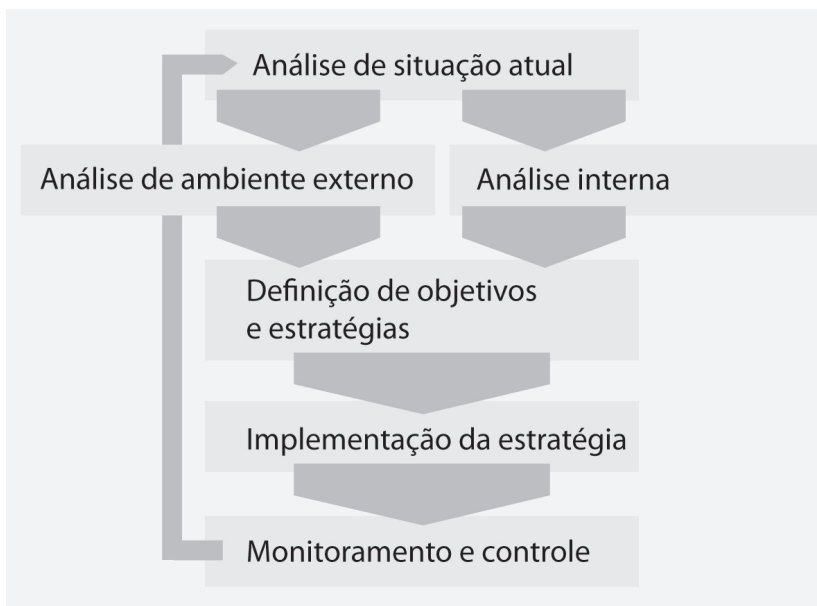 Análise de situação atual
Análise de ambiente externo
Análise interna
Definição de objetivos
e estratégias
Implementação da estratégia
Monitoramento e controle